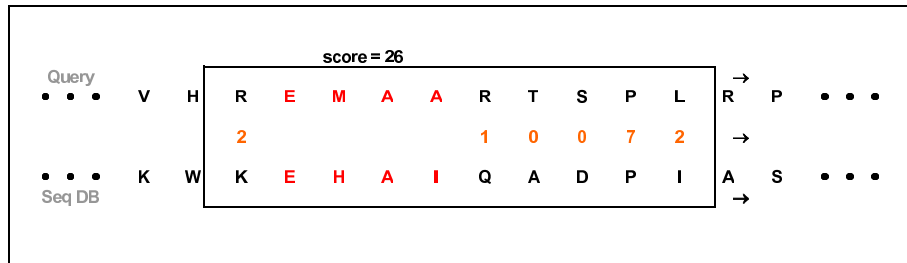 score = 26
Query
• • • V H R E M A A R T S P L R P • • • →
2 1 0 0 7 2 →
• • • K W K E H A I Q A D P I A S • • •
Seq DB →